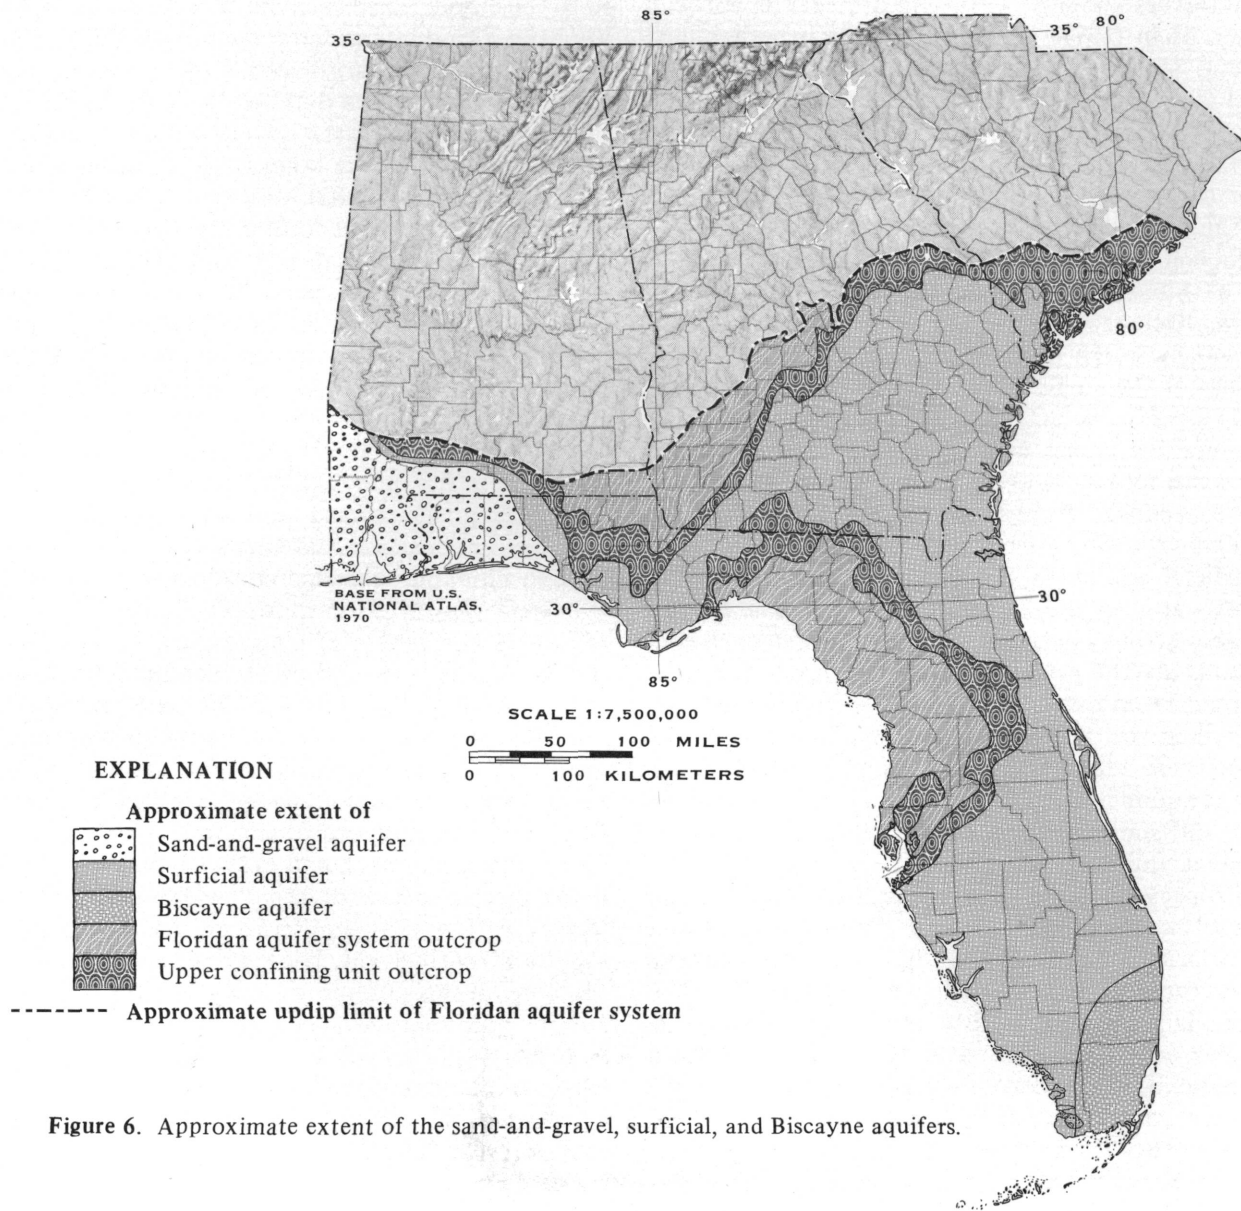 85°
35°
35°
80°
80°
BASE FROM U.S.
NATIONAL ATLAS,
1970
30°
30°
85°
SCALE 1:7,500,000
0 50 100 MILES
0 100 KILOMETERS
EXPLANATION
Approximate extent of
Sand-and-gravel aquifer
Surficial aquifer
Biscayne aquifer
Floridan aquifer system outcrop
Upper confining unit outcrop
Approximate updip limit of Floridan aquifer system
Figure 6. Approximate extent of the sand-and-gravel, surficial, and Biscayne aquifers.